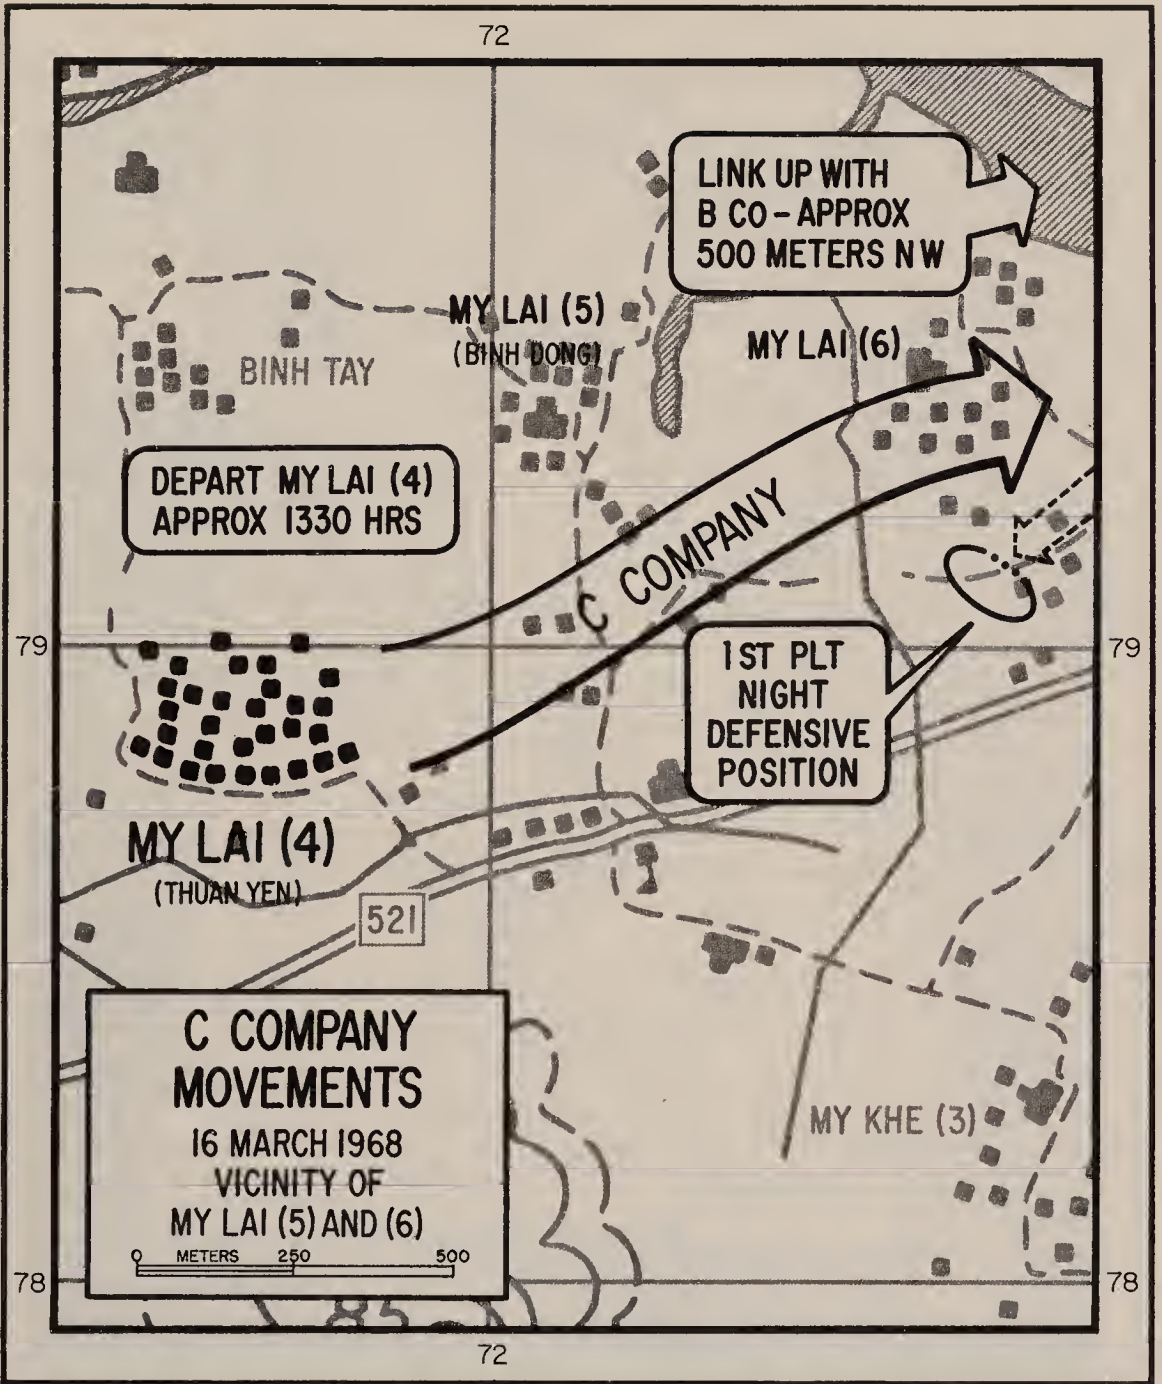 72
LINK UP WITH
B CO - APPROX
500 METERS NW
MY LAI (5)
(BINH DONG)
MY LAI (6)
BINH TAY
DEPART MY LAI (4)
APPROX 1330 HRS
C COMPANY
79
79
1ST PLT
NIGHT
DEFENSIVE
POSITION
MY LAI (4)
(THUAN YEN)
521
C COMPANY
MOVEMENTS
16 MARCH 1968
VICINITY OF
MY LAI (5) AND (6)
0 METERS 250 500
MY KHE (3)
78
78
72